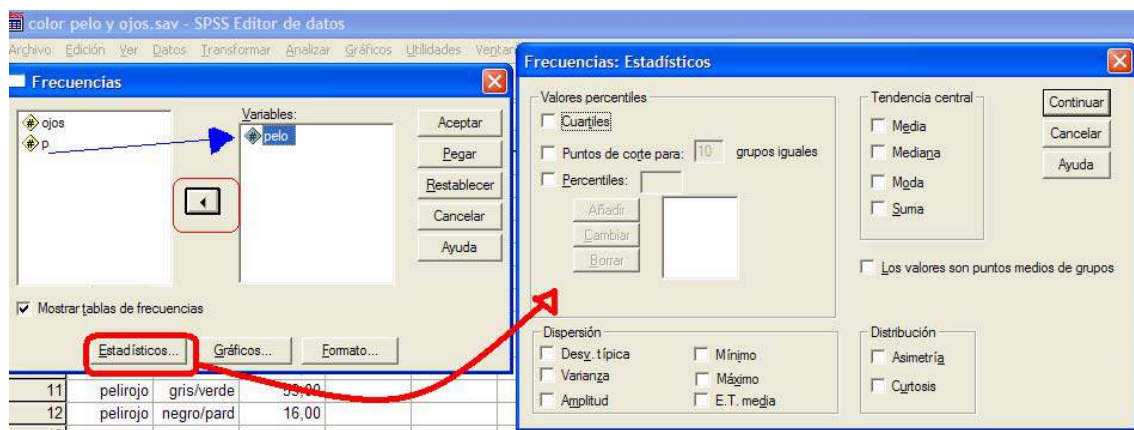 color pelo y ojos.sav - SPSS Editor de datos
Archivo Edición Ver Datos Transformar Analizar Gráficos Utilidades Ventan
Frecuencias
ojos
p
Variables:
pelo
Aceptar
Pegar
Restablecer
Cancelar
Ayuda
Mostrar tablas de frecuencias
Estadísticos... Gráficos... Formato...
11 pelirojo gris/verde 53,00
12 pelirojo negro/pard 16,00
Frecuencias: Estadísticos
Valores percentiles
Cuartiles
Puntos de corte para: 10 grupos iguales
Percentiles:
Añadir
Cambiar
Borrar
Tendencia central
Media
Mediana
Moda
Suma
Continuar
Cancelar
Ayuda
Los valores son puntos medios de grupos
Dispersión
Desv. típica Mínimo
Varianza Máximo
Amplitud E.T. media
Distribución
Asimetría
Curtosis